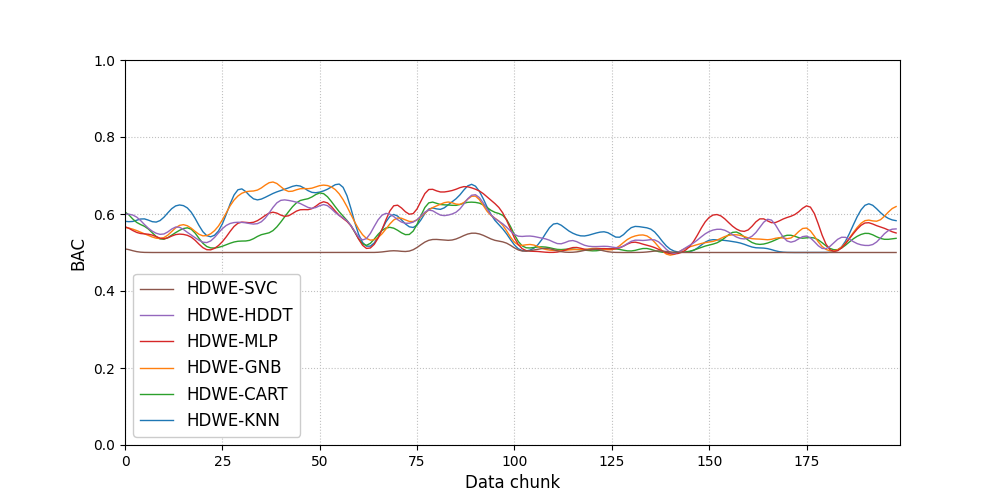 1.0
0.8
0.6
0.4
0.2
0.0
BAC
HDWE-SVC
HDWE-HDDT
HDWE-MLP
HDWE-GNB
HDWE-CART
HDWE-KNN
0 25 50 75 100 125 150 175
Data chunk